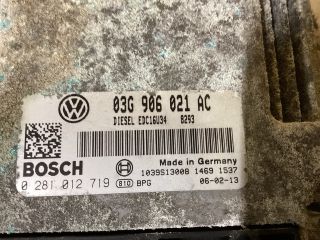 03G 906 021 AC
DIESEL EDC16U34 8293
BOSCH
Made in Germany
1039S13008 1469 1537
0 281 012 719 810 BPG 06-02-13